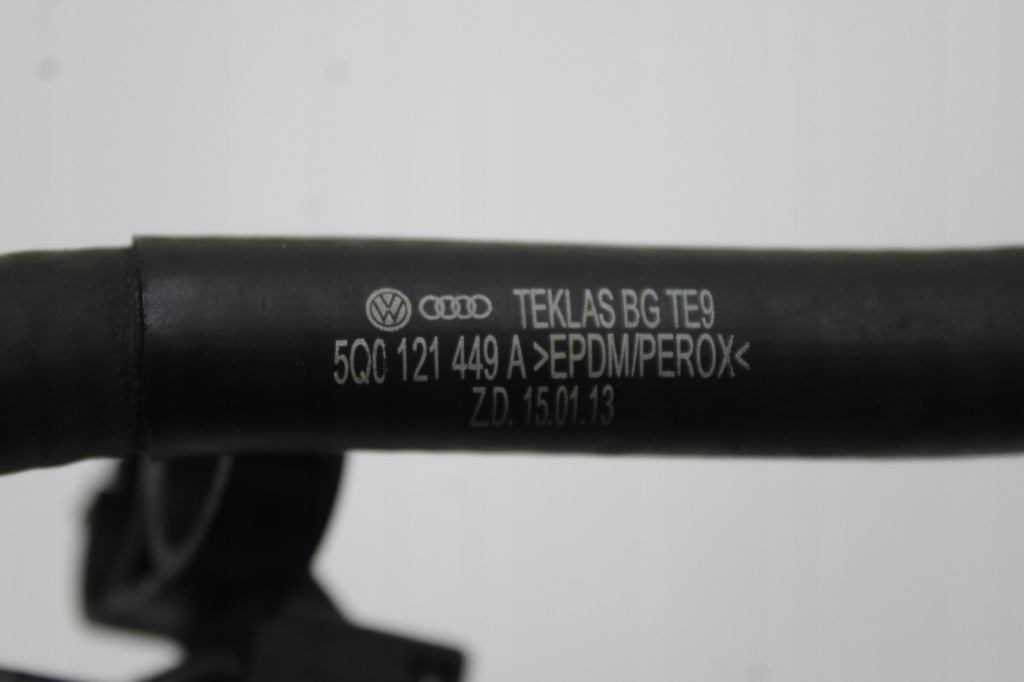 TEKLAS BG TE9
5Q0 121 449 A >EPDM/PEROX<
Z.D. 15.01.13